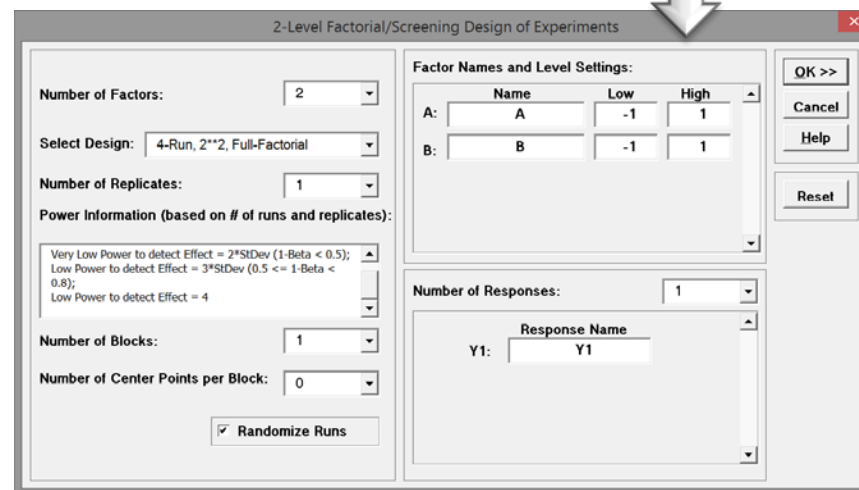 2-Level Factorial/Screening Design of Experiments
Number of Factors: 2
Select Design: 4-Run, 2**2, Full-Factorial
Number of Replicates: 1
Power Information (based on # of runs and replicates):
Very Low Power to detect Effect = 2*StDev (1-Beta < 0.5);
Low Power to detect Effect = 3*StDev (0.5 <= 1-Beta <
0.8);
Low Power to detect Effect = 4
Number of Blocks: 1
Number of Center Points per Block: 0
Randomize Runs
Factor Names and Level Settings:
Name Low High
A: A -1 1
B: B -1 1
Number of Responses: 1
Response Name
Y1: Y1
OK >>
Cancel
Help
Reset